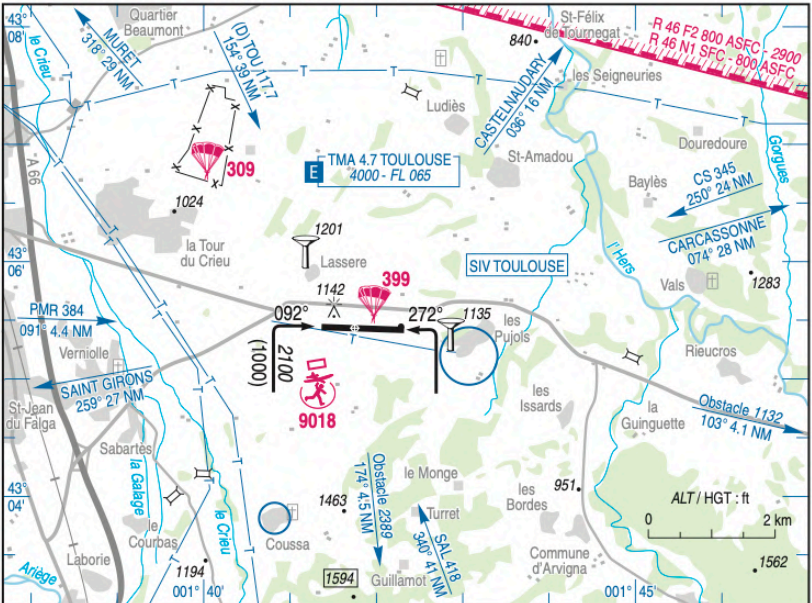 43°
08'
le Crieu
Quartier
Beaumont
MURET
318° 29 NM
(D) TOU 117.7
154° 39 NM
St-Félix
de Tournegat
840
R 46 F2 800 ASFC - 2900
R 46 N1 SFC - 800 ASFC
les Seigneuries
CASTELNAUDARY
036° 16 NM
Ludiès
Douredoure
Gorgues
A 66
309
E
TMA 4.7 TOULOUSE
4000 - FL 065
St-Amadou
Baylès
CS 345
250° 24 NM
1024
la Tour
du Crieu
1201
Lassere
l'Hers
CARCASSONNE
074° 28 NM
43°
06'
SIV TOULOUSE
Vals
1283
1142
399
1135
PMR 384
091° 4.4 NM
092°
272°
les
Pujols
Verniolle
2100
(1000)
Rieucros
SAINT GIRONS
259° 27 NM
9018
les
Issards
la
Guinguette
Obstacle 1132
103° 4.1 NM
St-Jean
du Falga
Sabartès
la Galage
le Crieu
43°
04'
1463
Obstacle 2389
174° 4.5 NM
le Monge
Turret
SAL 418
340° 41 NM
951
les
Bordes
ALT / HGT : ft
0
2 km
le
Courbas
Coussa
Laborie
Ariège
1194
001° 40'
1594
Guillamot
Commune
d'Arvigna
001° 45'
1562